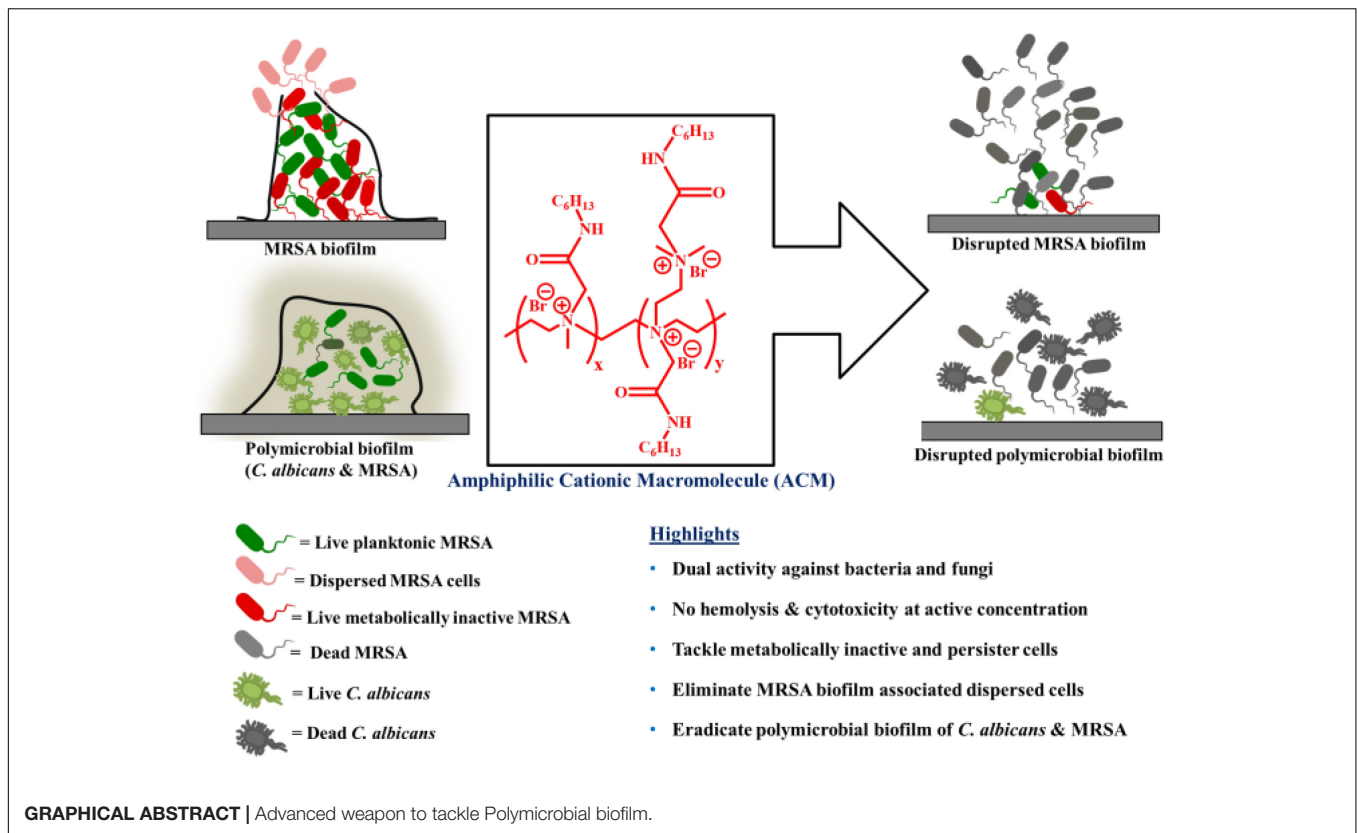 MRSA biofilm
Polymicrobial biofilm
(C. albicans & MRSA)
C₆H₁₃
HN
O
C₆H₁₃
NH
O
N
⊕
Br
⊖
Br
⊖
⊕
N
x
N
⊕
⊖
Br
y
O
NH
C₆H₁₃
Amphiphilic Cationic Macromolecule (ACM)
Disrupted MRSA biofilm
Disrupted polymicrobial biofilm
= Live planktonic MRSA
= Dispersed MRSA cells
= Live metabolically inactive MRSA
= Dead MRSA
= Live C. albicans
= Dead C. albicans
Highlights
• Dual activity against bacteria and fungi
• No hemolysis & cytotoxicity at active concentration
• Tackle metabolically inactive and persister cells
• Eliminate MRSA biofilm associated dispersed cells
• Eradicate polymicrobial biofilm of C. albicans & MRSA
GRAPHICAL ABSTRACT | Advanced weapon to tackle Polymicrobial biofilm.